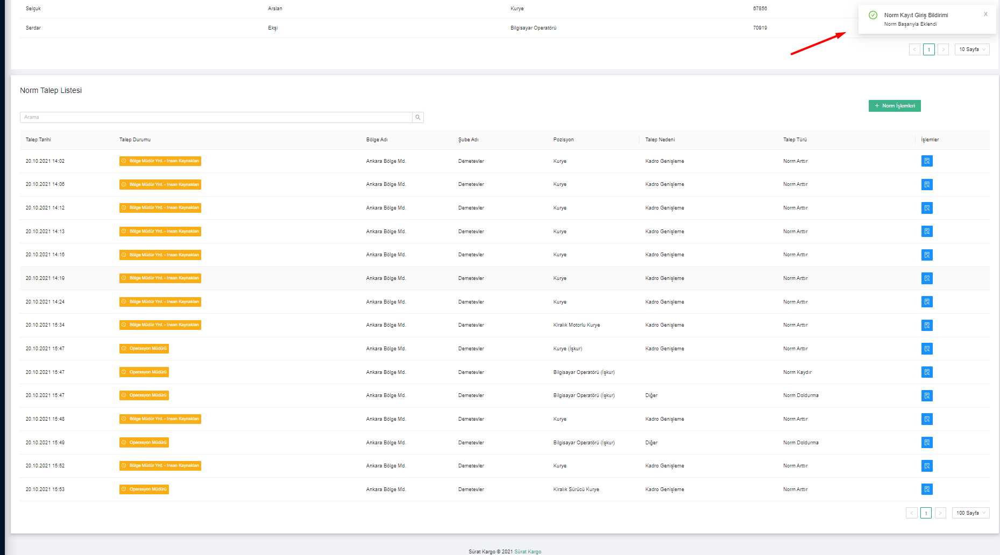 Selçuk Arslan Kurye 67856
Serdar Ekşi Bilgisayar Operatörü 70919
Norm Kayıt Giriş Bildirimi X
Norm Başarıyla Eklendi
< 1 > 10 Sayfa
Norm Talep Listesi
+ Norm İşlemleri
Arama
Talep Tarihi Talep Durumu Bölge Adı Şube Adı Pozisyon Talep Nedeni Talep Türü İşlemler
20.10.2021 14:02 Bölge Müdür Yrd. - İnsan Kaynakları Ankara Bölge Md. Demetevler Kurye Kadro Genişleme Norm Arttır
20.10.2021 14:06 Bölge Müdür Yrd. - İnsan Kaynakları Ankara Bölge Md. Demetevler Kurye Kadro Genişleme Norm Arttır
20.10.2021 14:12 Bölge Müdür Yrd. - İnsan Kaynakları Ankara Bölge Md. Demetevler Kurye Kadro Genişleme Norm Arttır
20.10.2021 14:13 Bölge Müdür Yrd. - İnsan Kaynakları Ankara Bölge Md. Demetevler Kurye Kadro Genişleme Norm Arttır
20.10.2021 14:16 Bölge Müdür Yrd. - İnsan Kaynakları Ankara Bölge Md. Demetevler Kurye Kadro Genişleme Norm Arttır
20.10.2021 14:19 Bölge Müdür Yrd. - İnsan Kaynakları Ankara Bölge Md. Demetevler Kurye Kadro Genişleme Norm Arttır
20.10.2021 14:24 Bölge Müdür Yrd. - İnsan Kaynakları Ankara Bölge Md. Demetevler Kurye Kadro Genişleme Norm Arttır
20.10.2021 15:34 Bölge Müdür Yrd. - İnsan Kaynakları Ankara Bölge Md. Demetevler Kiralık Motorlu Kurye Kadro Genişleme Norm Arttır
20.10.2021 15:47 Operasyon Müdürü Ankara Bölge Md. Demetevler Kurye (İşkur) Kadro Genişleme Norm Arttır
20.10.2021 15:47 Operasyon Müdürü Ankara Bölge Md. Demetevler Bilgisayar Operatörü (İşkur) Norm Kaydır
20.10.2021 15:47 Operasyon Müdürü Ankara Bölge Md. Demetevler Bilgisayar Operatörü (İşkur) Diğer Norm Doldurma
20.10.2021 15:48 Bölge Müdür Yrd. - İnsan Kaynakları Ankara Bölge Md. Demetevler Kurye Kadro Genişleme Norm Arttır
20.10.2021 15:49 Operasyon Müdürü Ankara Bölge Md. Demetevler Bilgisayar Operatörü (İşkur) Diğer Norm Doldurma
20.10.2021 15:52 Bölge Müdür Yrd. - İnsan Kaynakları Ankara Bölge Md. Demetevler Kurye Kadro Genişleme Norm Arttır
20.10.2021 15:53 Operasyon Müdürü Ankara Bölge Md. Demetevler Kiralık Sürücü Kurye Kadro Genişleme Norm Arttır
< 1 > 100 Sayfa
Sürat Kargo © 2021 Sürat Kargo